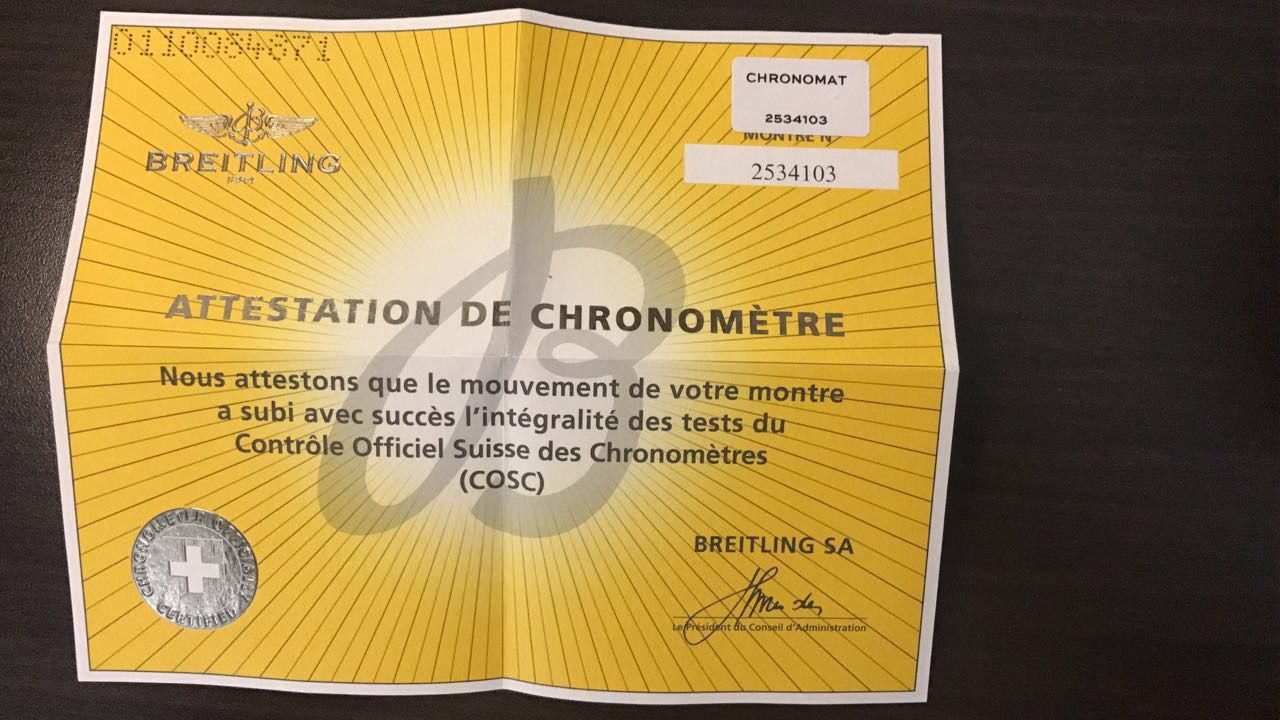 0110084871
CHRONOMAT
2534103
BREITLING
1884
MONTRE N°
2534103
ATTESTATION DE CHRONOMÈTRE
Nous attestons que le mouvement de votre montre
a subi avec succès l'intégralité des tests du
Contrôle Officiel Suisse des Chronomètres
(COSC)
CHRONOMETER OFFICIALLY
CERTIFIED
BREITLING SA
Le Président du Conseil d'Administration